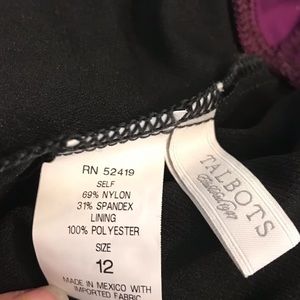 RN 52419
SELF
69% NYLON
31% SPANDEX
LINING
100% POLYESTER
SIZE
12
MADE IN MEXICO WITH
IMPORTED FABRIC
TALBOTS